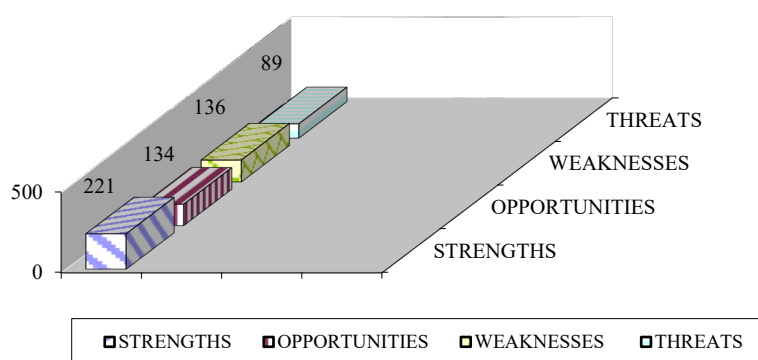 89
136
134
221
500
0
THREATS
WEAKNESSES
OPPORTUNITIES
STRENGTHS
STRENGTHS OPPORTUNITIES WEAKNESSES THREATS